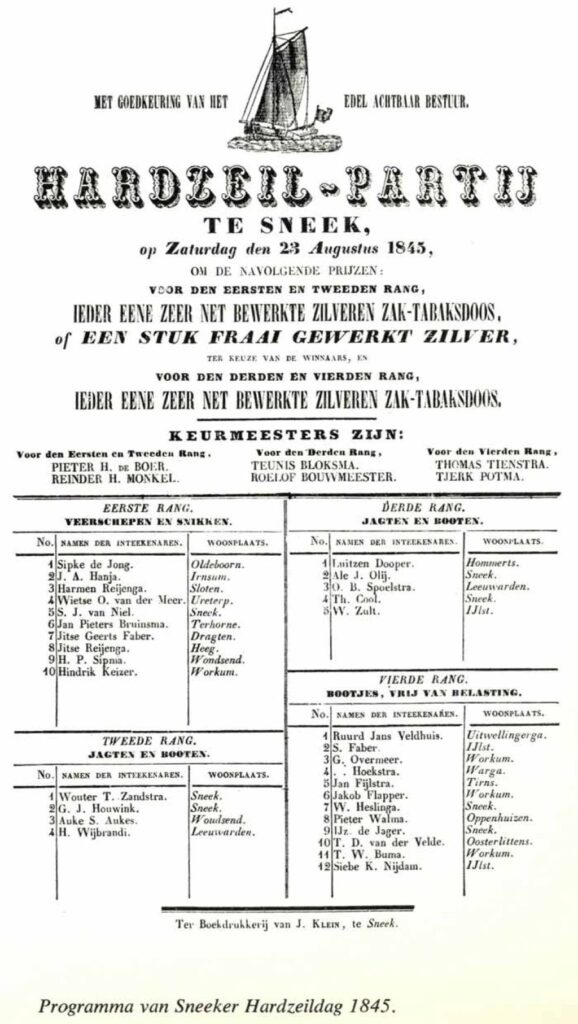 MET GOEDKEURING VAN HET EDEL ACHTBAAR BESTUUR.
HARDZEIL-PARTIJ
TE SNEEK,
op Zaturdag den 23 Augustus 1845,
OM DE NAVOLGENDE PRIJZEN:
VOOR DEN EERSTEN EN TWEEDEN RANG,
IEDER EENE ZEER NET BEWERKTE ZILVEREN ZAK-TABAKSDOOS,
of EEN STUK FRAAI GEWERKT ZILVER,
TER KEUZE VAN DE WINNAARS, EN
VOOR DEN DERDEN EN VIERDEN RANG,
IEDER EENE ZEER NET BEWERKTE ZILVEREN ZAK-TABAKSDOOS.
KEURMEESTERS ZIJN:
Voor den Eersten en Tweeden Rang,
PIETER H. DE BOER.
REINDER H. MONKEL.
Voor den Derden Rang,
TEUNIS BLOKSMA.
ROELOF BOUWMEESTER.
Voor den Vierden Rang,
THOMAS TIENSTRA.
TJERK POTMA.
EERSTE RANG.
VEERSCHEPEN EN SNIKKEN.
No. NAMEN DER INTEEKENAREN. WOONPLAATS.
1 Sipke de Jong. Oldeboorn.
2 J. A. Hanja. Irnsum.
3 Harmen Reijenga. Sloten.
4 Wietse O. van der Meer. Ureterp.
5 S. J. van Niel. Sneek.
6 Jan Pieters Bruinsma. Terhorne.
7 Jitse Geerts Faber. Dragten.
8 Jitse Reijenga. Heeg.
9 H. P. Sipma. Wondsend.
10 Hindrik Keizer. Workum.
TWEEDE RANG.
JAGTEN EN BOOTEN.
No. NAMEN DER INTEEKENAREN. WOONPLAATS.
1 Wouter T. Zandstra. Sneek.
2 G. J. Houwink. Sneek.
3 Auke S. Aukes. Woudsend.
4 H. Wijbrandi. Leeuwarden.
DERDE RANG.
JAGTEN EN BOOTEN.
No. NAMEN DER INTEEKENAREN. WOONPLAATS.
1 Luitzen Dooper. Hommerts.
2 Ale J. Olij. Sneek.
3 O. B. Spoelstra. Leeuwarden.
4 Th. Cool. Sneek.
5 W. Zult. IJlst.
VIERDE RANG.
BOOTJES, VRIJ VAN BELASTING.
No. NAMEN DER INTEEKENAREN. WOONPLAATS.
1 Ruurd Jans Veldhuis. Uitwellingerga.
2 S. Faber. IJlst.
3 G. Overmeer. Workum.
4 . . Hoekstra. Warga.
5 Jan Fijlstra. Tirns.
6 Jakob Flapper. Workum.
7 W. Heslinga. Sneek.
8 Pieter Walma. Oppenhuizen.
9 IJz. de Jager. Sneek.
10 T. D. van der Velde. Oosterlittens.
11 T. W. Buma. Workum.
12 Siebe K. Nijdam. IJlst.
Ter Boekdrukkerij van J. KLEIN, te Sneek.
Programma van Sneeker Hardzeildag 1845.